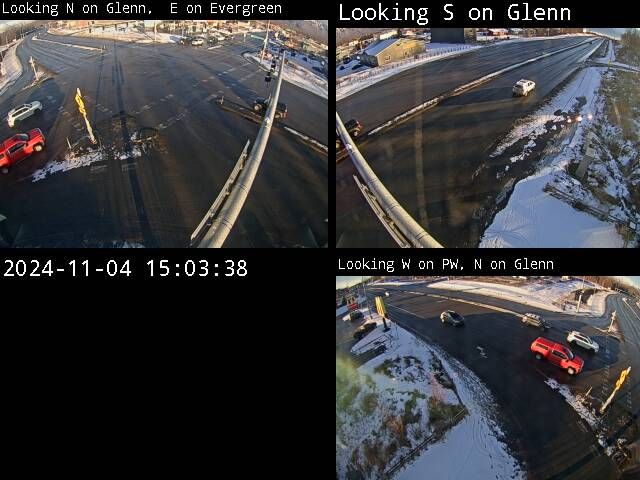 Looking N on Glenn,  E on Evergreen
Looking S on Glenn
2024-11-04 15:03:38
Looking W on PW, N on Glenn